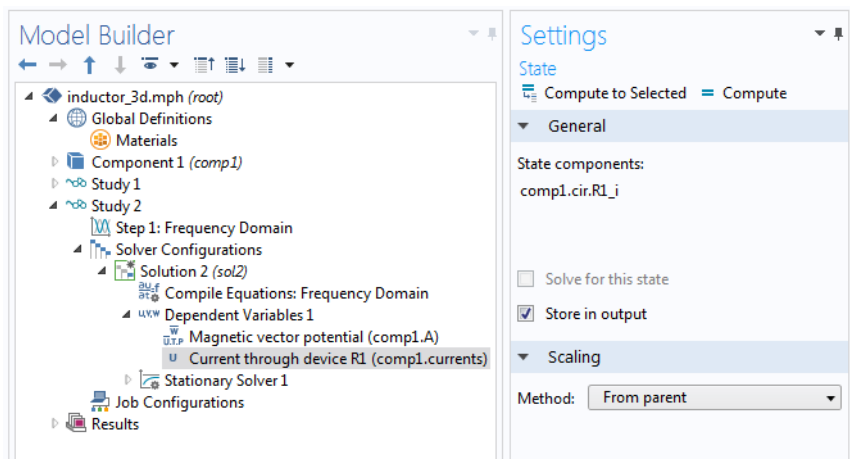 Model Builder
inductor_3d.mph (root)
Global Definitions
Materials
Component 1 (comp1)
Study 1
Study 2
Step 1: Frequency Domain
Solver Configurations
Solution 2 (sol2)
Compile Equations: Frequency Domain
Dependent Variables 1
Magnetic vector potential (comp1.A)
Current through device R1 (comp1.currents)
Stationary Solver 1
Job Configurations
Results
Settings
State
Compute to Selected = Compute
General
State components:
comp1.cir.R1_i
Solve for this state
Store in output
Scaling
Method: From parent